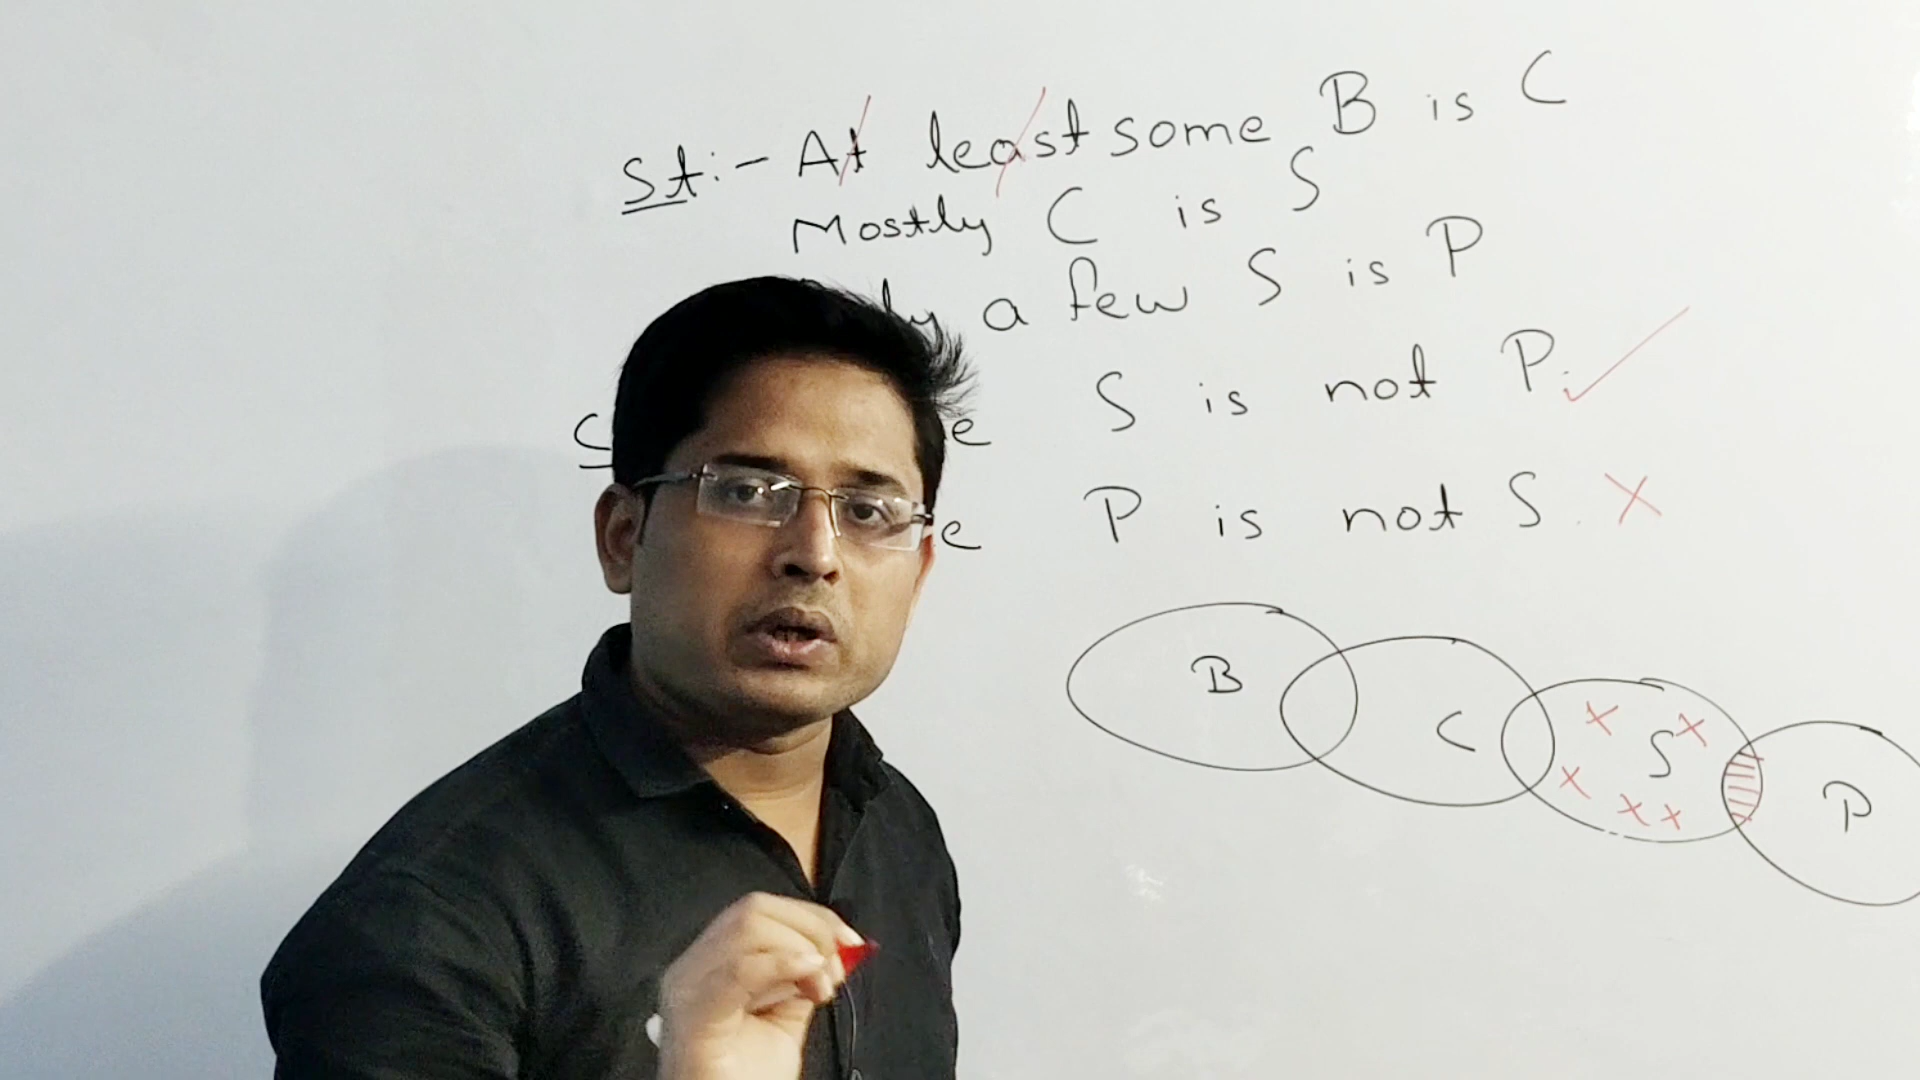 St:- At least some B is C
Mostly C is S
a few S is P
S is not P.
P is not S.
B
C
S
P